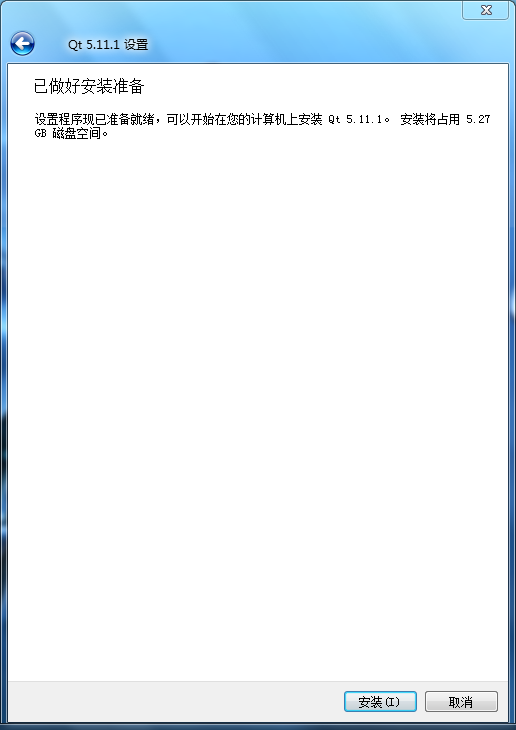 Qt 5.11.1 设置
已做好安装准备
设置程序现已准备就绪，可以开始在您的计算机上安装 Qt 5.11.1。 安装将占用 5.27
GB 磁盘空间。
安装(I)
取消